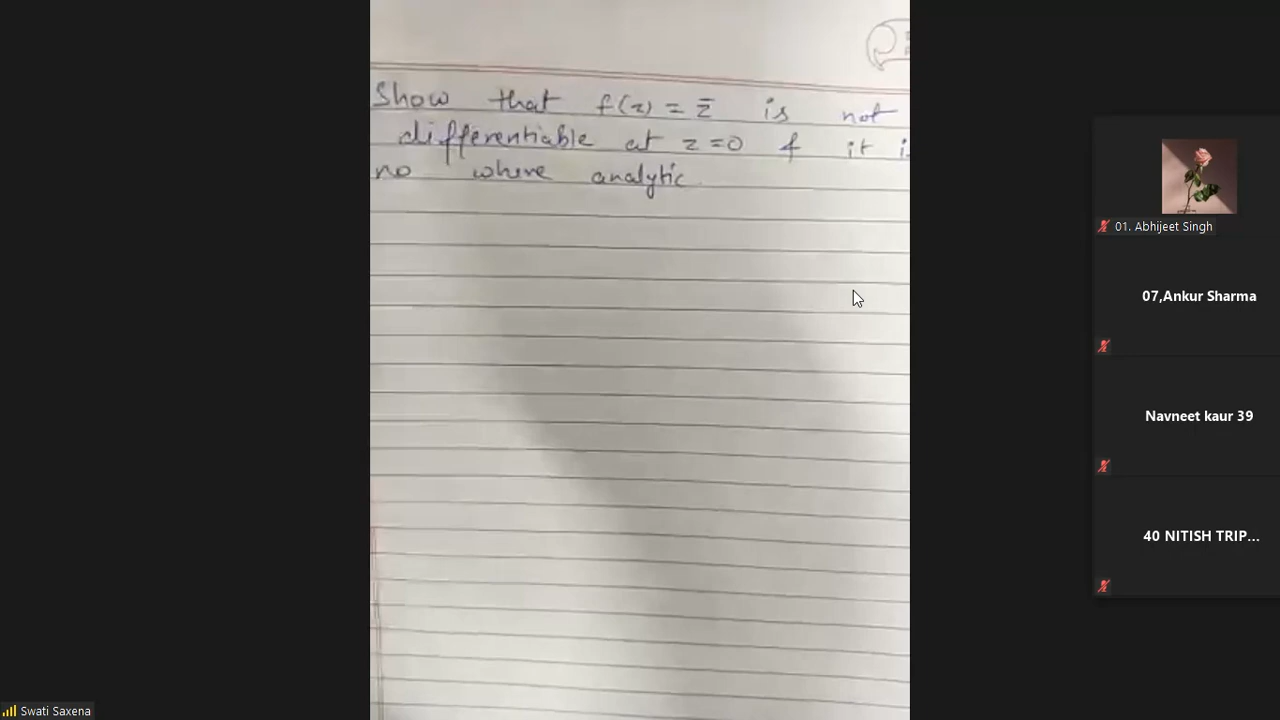 Show that f(z) = z̄ is not
differentiable at z=0 & it is
no where analytic
01. Abhijeet Singh
07,Ankur Sharma
Navneet kaur 39
40 NITISH TRIP...
Swati Saxena